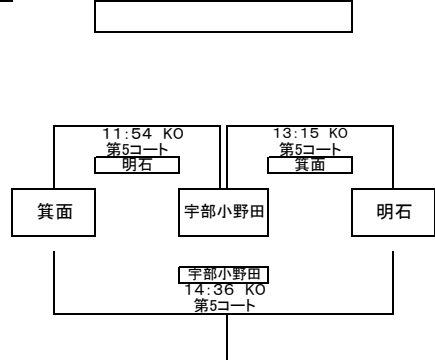 11:54 KO
第5コート
明石
13:15 KO
第5コート
箕面
箕面
宇部小野田
明石
宇部小野田
14:36 KO
第5コート